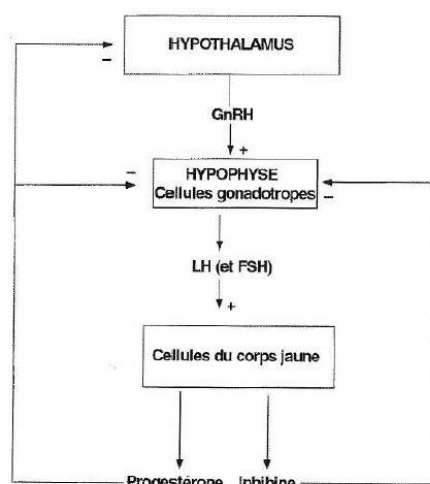 HYPOTHALAMUS
–
GnRH
+
–
HYPOPHYSE
Cellules gonadotropes
–
LH (et FSH)
+
Cellules du corps jaune
Progestérone Inhibine